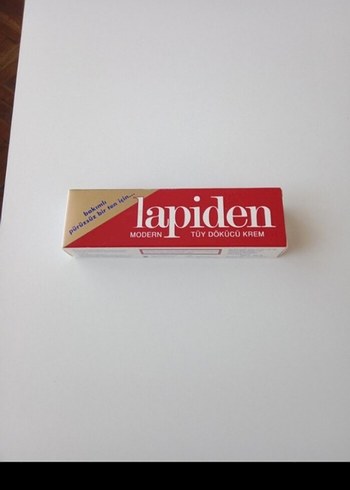 bakımlı
pürüzsüz bir ten için...
lapiden
MODERN TÜY DÖKÜCÜ KREM